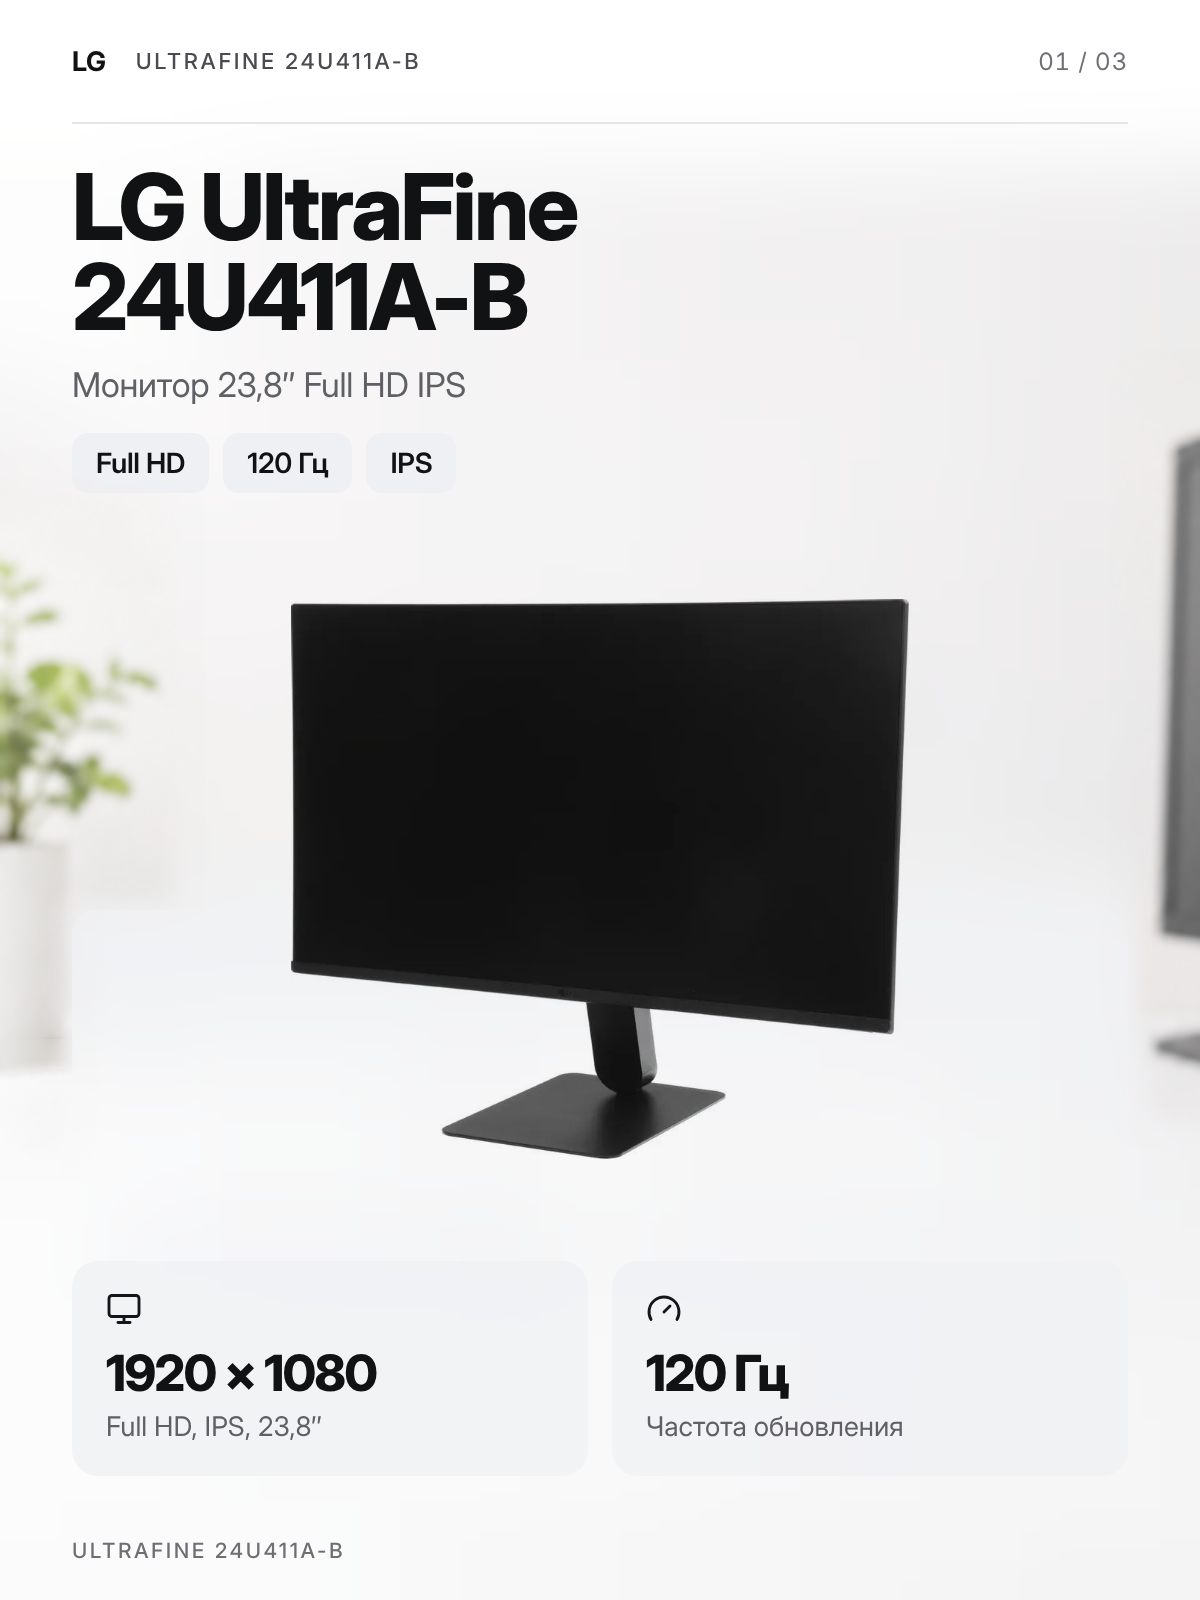 LG ULTRAFINE 24U411A-B 01 / 03
LG UltraFine
24U411A-B
Монитор 23,8″ Full HD IPS
Full HD 120 Гц IPS
1920 × 1080
Full HD, IPS, 23,8″
120 Гц
Частота обновления
ULTRAFINE 24U411A-B